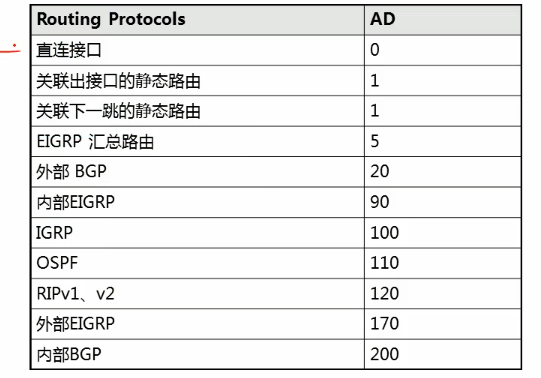 Routing Protocols AD
直连接口 0
关联出接口的静态路由 1
关联下一跳的静态路由 1
EIGRP 汇总路由 5
外部 BGP 20
内部EIGRP 90
IGRP 100
OSPF 110
RIPv1、v2 120
外部EIGRP 170
内部BGP 200